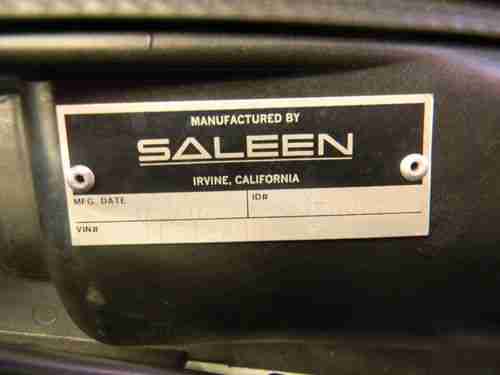 MANUFACTURED BY
SALEEN
IRVINE, CALIFORNIA
MFG. DATE ID#
VIN#